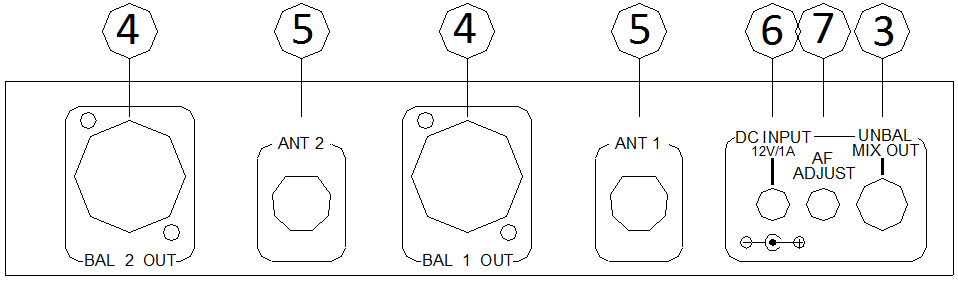 4 5 4 5 6 7 3
ANT 2 ANT 1 DC INPUT UNBAL
12V/1A MIX OUT
AF
ADJUST
BAL 2 OUT BAL 1 OUT